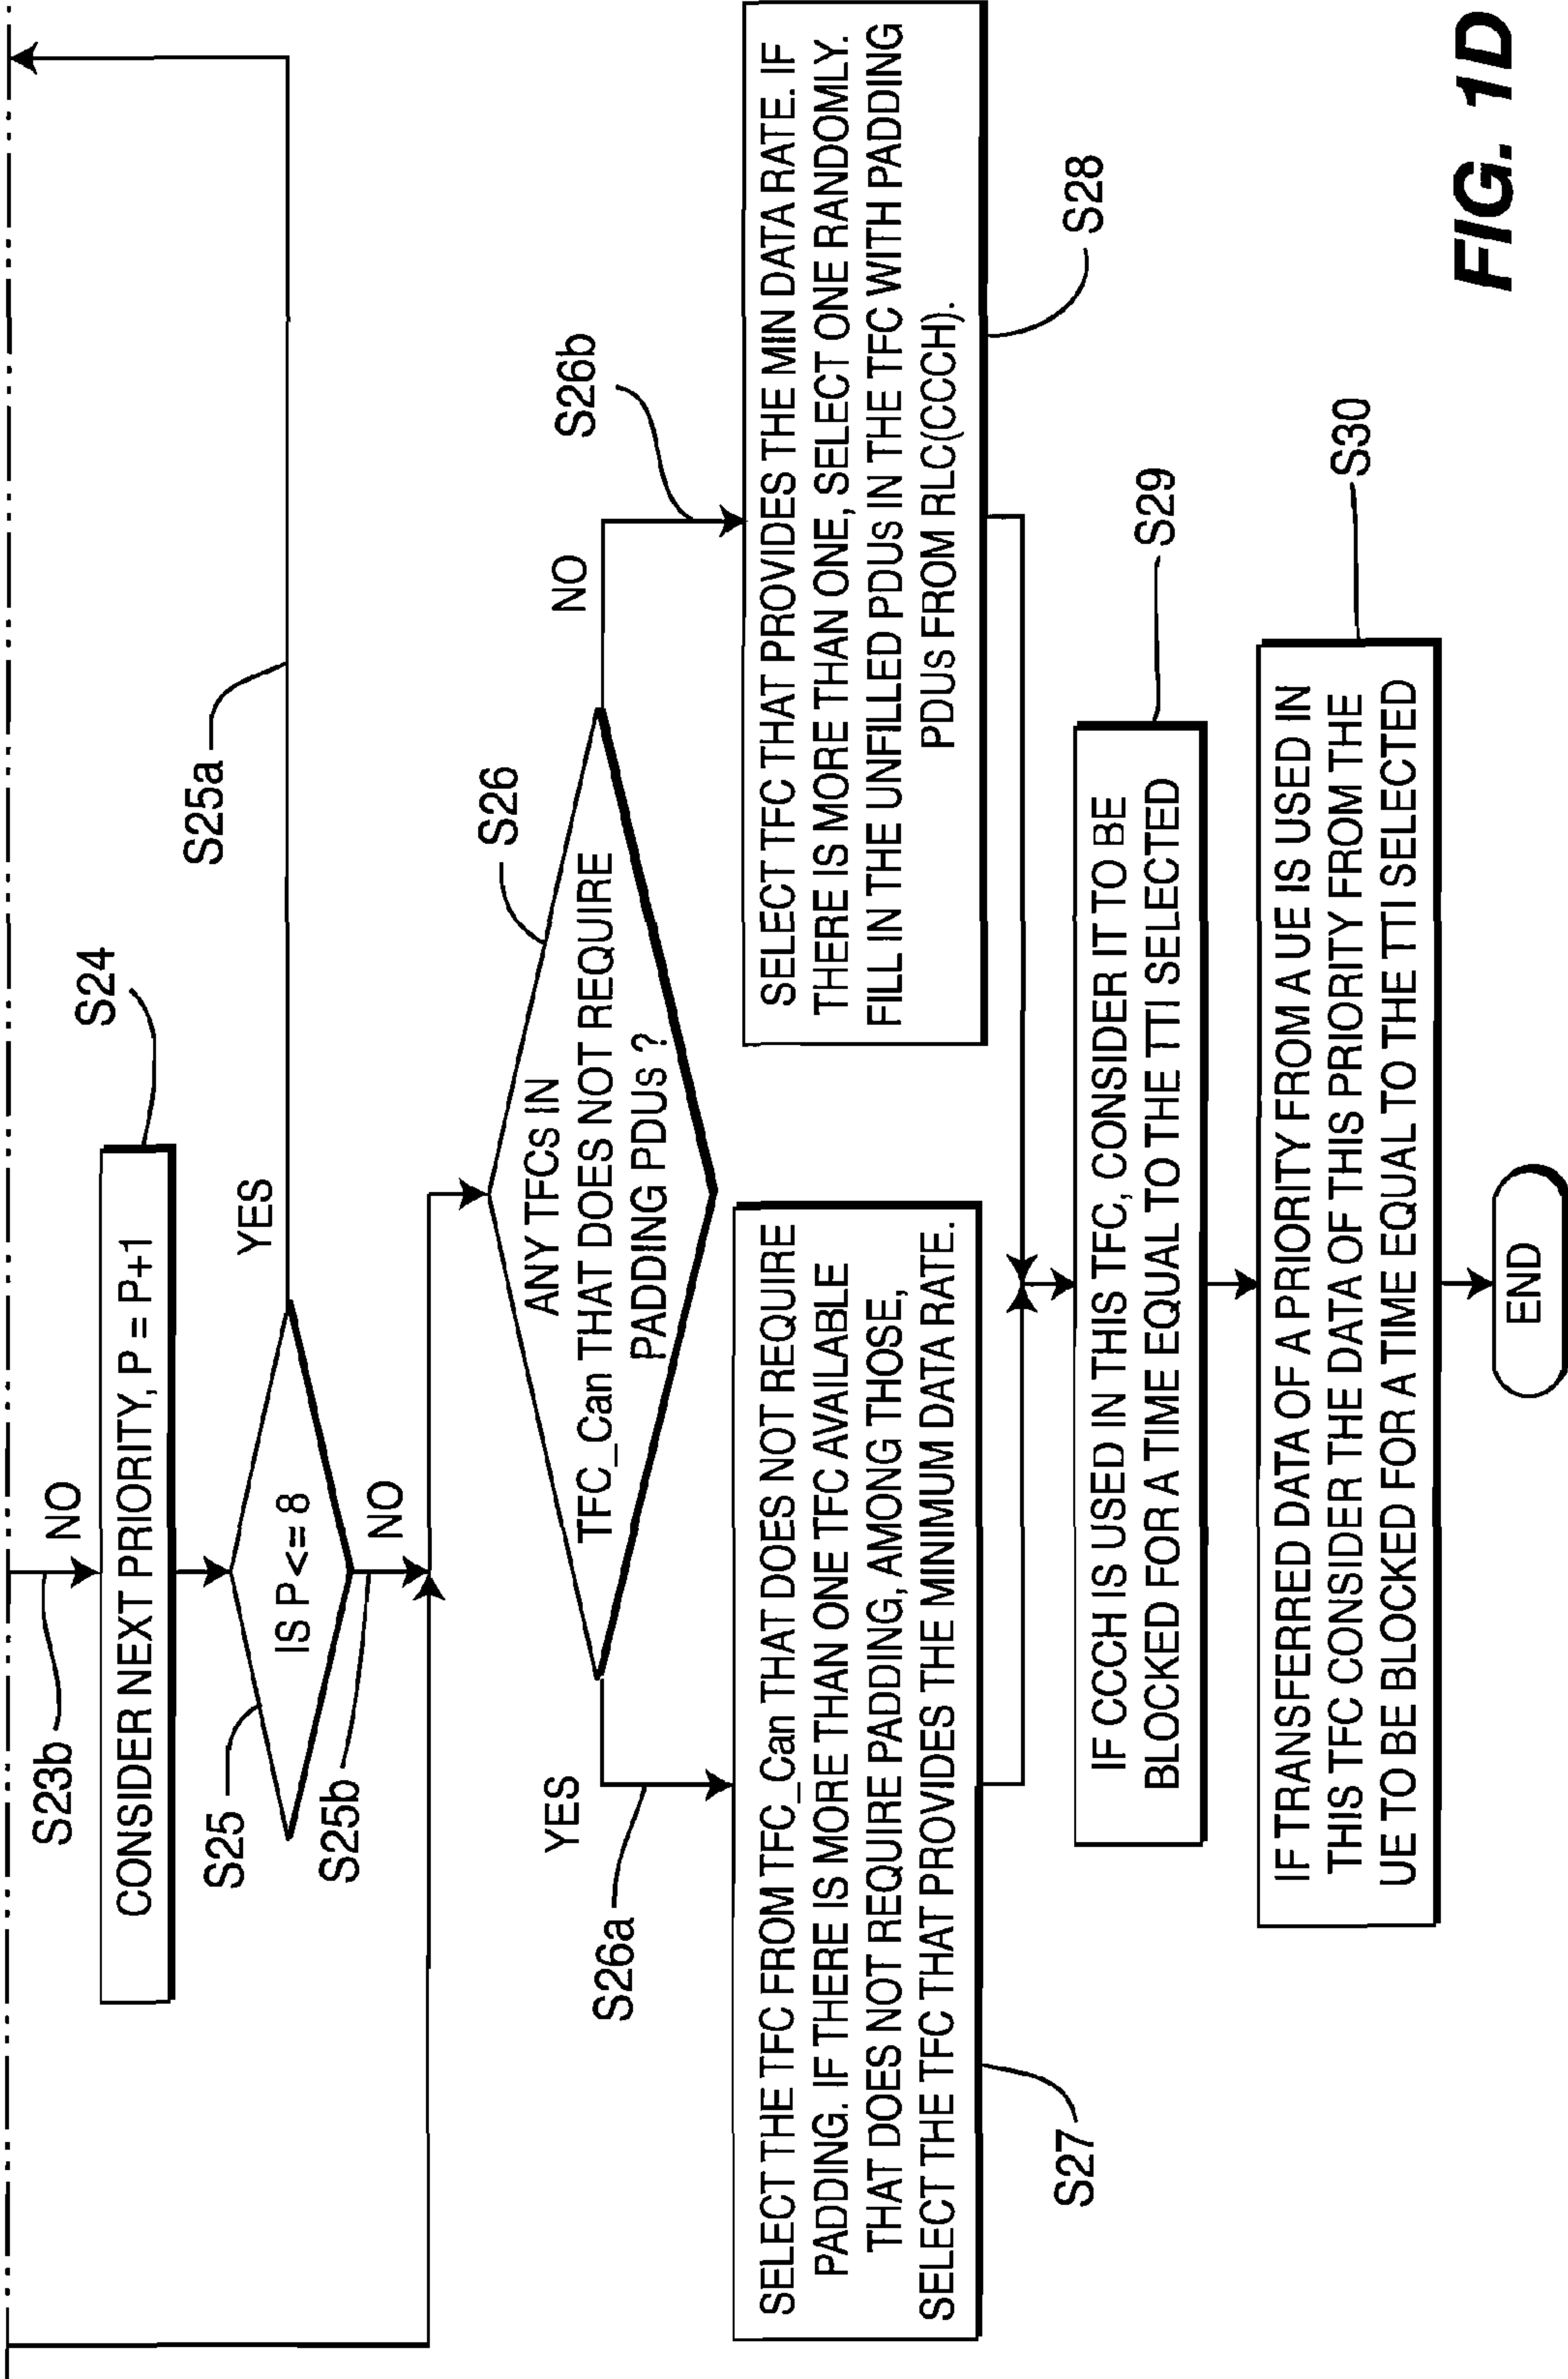 S23b
NO
S24
CONSIDER NEXT PRIORITY, P = P+1
S25
IS P <= 8
YES
S25a
S25b
NO
S26
ANY TFCS IN
TFC_Can THAT DOES NOT REQUIRE
PADDING PDUS ?
YES
S26a
NO
S26b
SELECT THE TFC FROM TFC_Can THAT DOES NOT REQUIRE
PADDING. IF THERE IS MORE THAN ONE TFC AVAILABLE
THAT DOES NOT REQUIRE PADDING, AMONG THOSE,
SELECT THE TFC THAT PROVIDES THE MINIMUM DATA RATE.
S27
SELECT TFC THAT PROVIDES THE MIN DATA RATE. IF
THERE IS MORE THAN ONE, SELECT ONE RANDOMLY.
FILL IN THE UNFILLED PDUS IN THE TFC WITH PADDING
PDUS FROM RLC(CCCH).
S28
IF CCCH IS USED IN THIS TFC, CONSIDER IT TO BE
BLOCKED FOR A TIME EQUAL TO THE TTI SELECTED
S29
IF TRANSFERRED DATA OF A PRIORITY FROM A UE IS USED IN
THIS TFC CONSIDER THE DATA OF THIS PRIORITY FROM THE
UE TO BE BLOCKED FOR A TIME EQUAL TO THE TTI SELECTED
S30
END
FIG. 1D